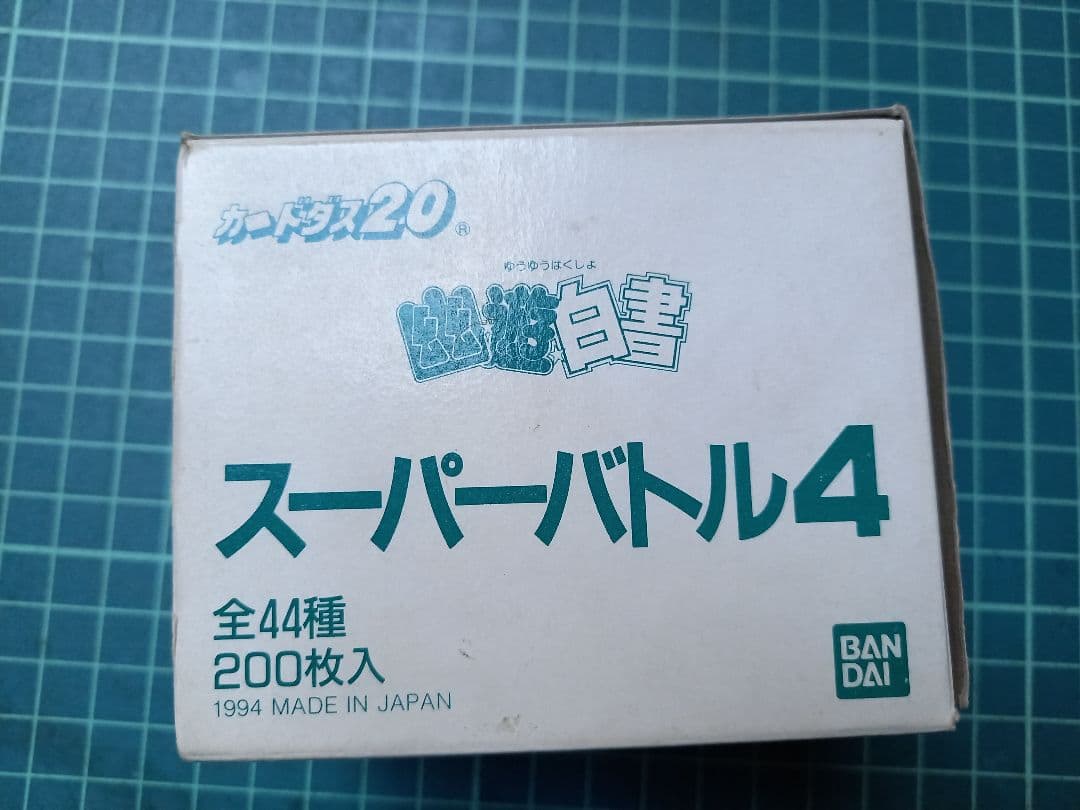 カードダス20®
ゆうゆうはくしょ
幽遊白書
スーパーバトル4
全44種
200枚入
1994 MADE IN JAPAN
BAN
DAI